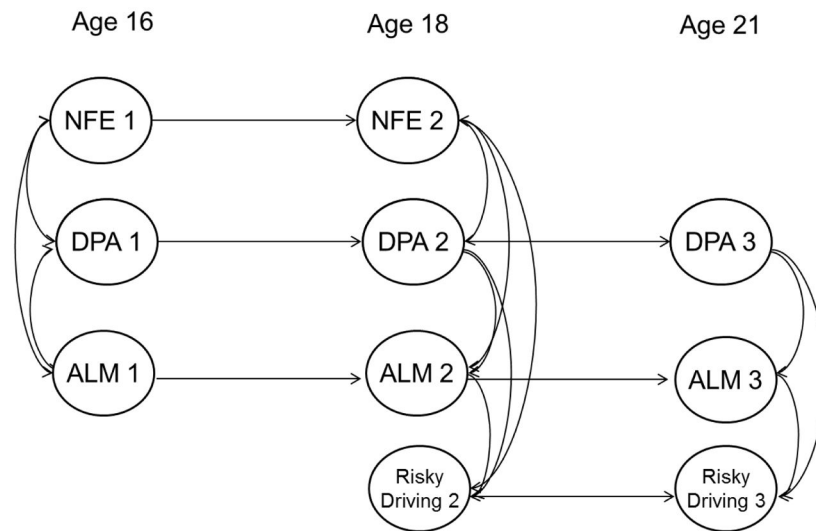 Age 16
Age 18
Age 21
NFE 1
NFE 2
DPA 1
DPA 2
DPA 3
ALM 1
ALM 2
ALM 3
Risky
Driving 2
Risky
Driving 3